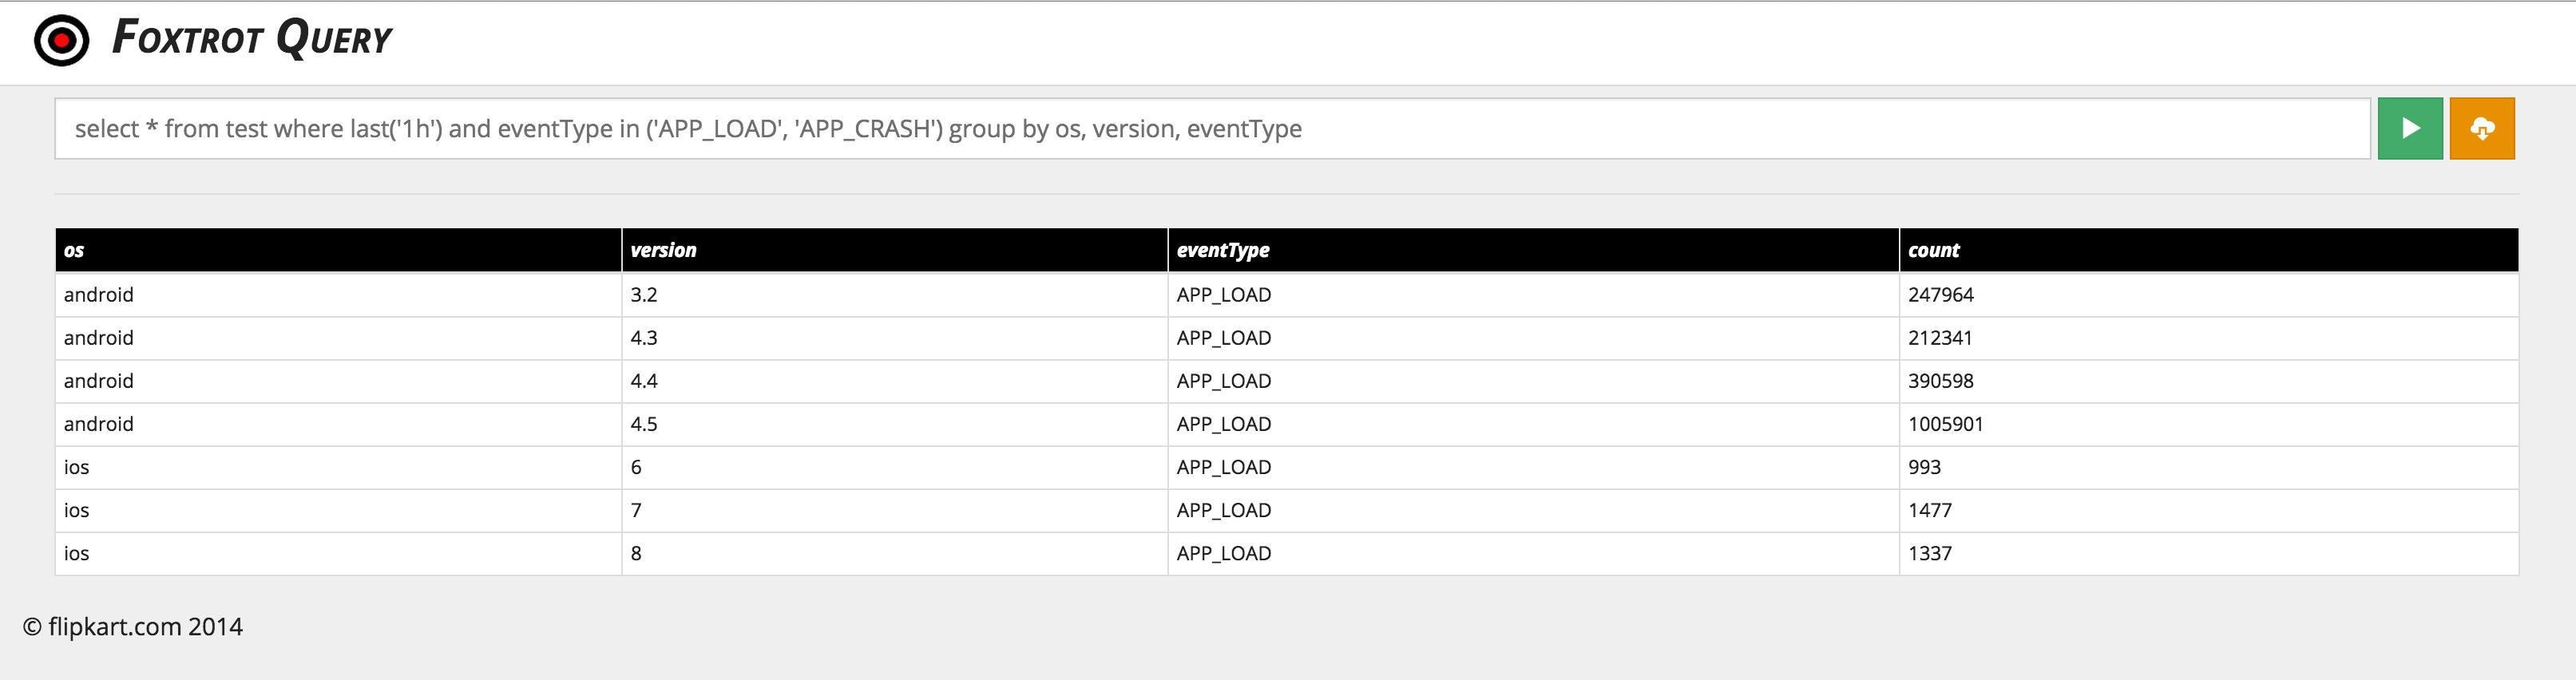 Foxtrot Query
select * from test where last('1h') and eventType in ('APP_LOAD', 'APP_CRASH') group by os, version, eventType
os version eventType count
android 3.2 APP_LOAD 247964
android 4.3 APP_LOAD 212341
android 4.4 APP_LOAD 390598
android 4.5 APP_LOAD 1005901
ios 6 APP_LOAD 993
ios 7 APP_LOAD 1477
ios 8 APP_LOAD 1337
© flipkart.com 2014